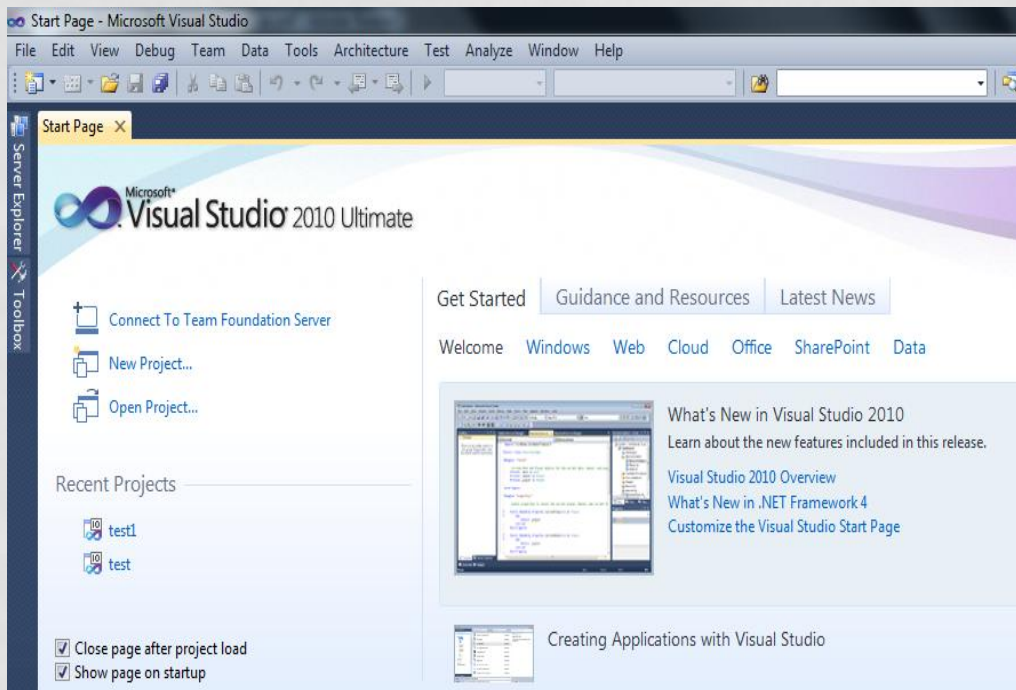 Start Page - Microsoft Visual Studio
File Edit View Debug Team Data Tools Architecture Test Analyze Window Help
Server Explorer
Toolbox
Start Page X
Microsoft®
Visual Studio® 2010 Ultimate
Connect To Team Foundation Server
New Project...
Open Project...
Recent Projects
test1
test
Close page after project load
Show page on startup
Get Started Guidance and Resources Latest News
Welcome Windows Web Cloud Office SharePoint Data
What's New in Visual Studio 2010
Learn about the new features included in this release.
Visual Studio 2010 Overview
What's New in .NET Framework 4
Customize the Visual Studio Start Page
Creating Applications with Visual Studio